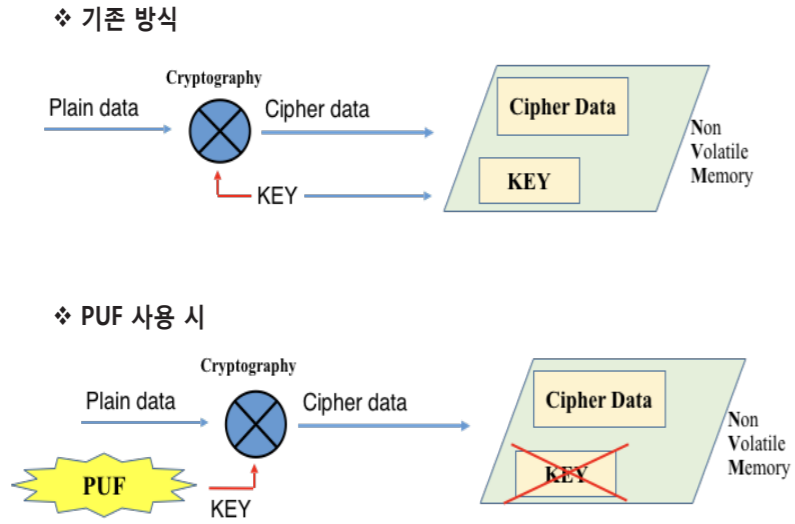 ❖ 기존 방식
Cryptography
Plain data
Cipher data
KEY
Cipher Data
KEY
Non
Volatile
Memory
❖ PUF 사용 시
Cryptography
Plain data
Cipher data
PUF
KEY
Cipher Data
KEY
Non
Volatile
Memory